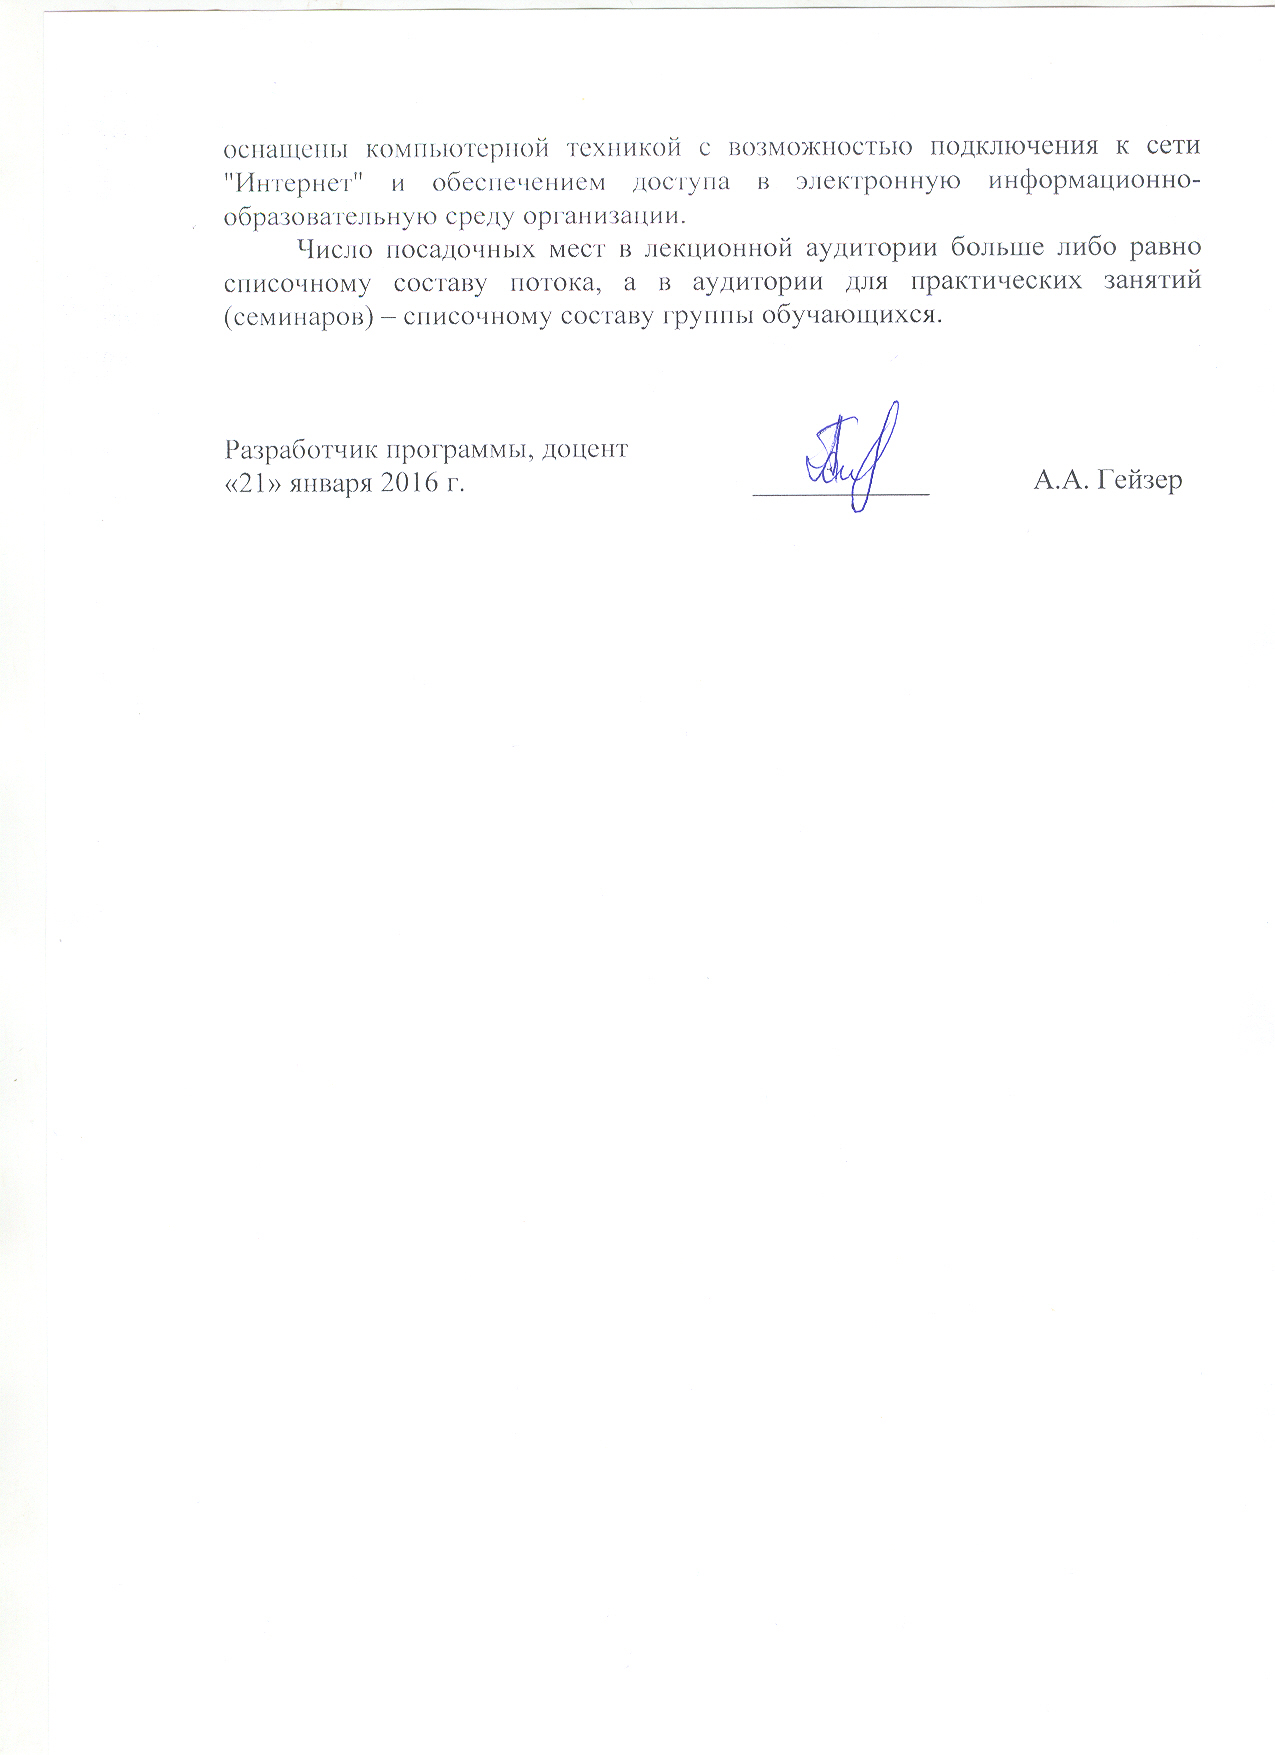 оснащены компьютерной техникой с возможностью подключения к сети
"Интернет" и обеспечением доступа в электронную информационно-
образовательную среду организации.
Число посадочных мест в лекционной аудитории больше либо равно
списочному составу потока, а в аудитории для практических занятий
(семинаров) – списочному составу группы обучающихся.
Разработчик программы, доцент
«21» января 2016 г. А.А. Гейзер